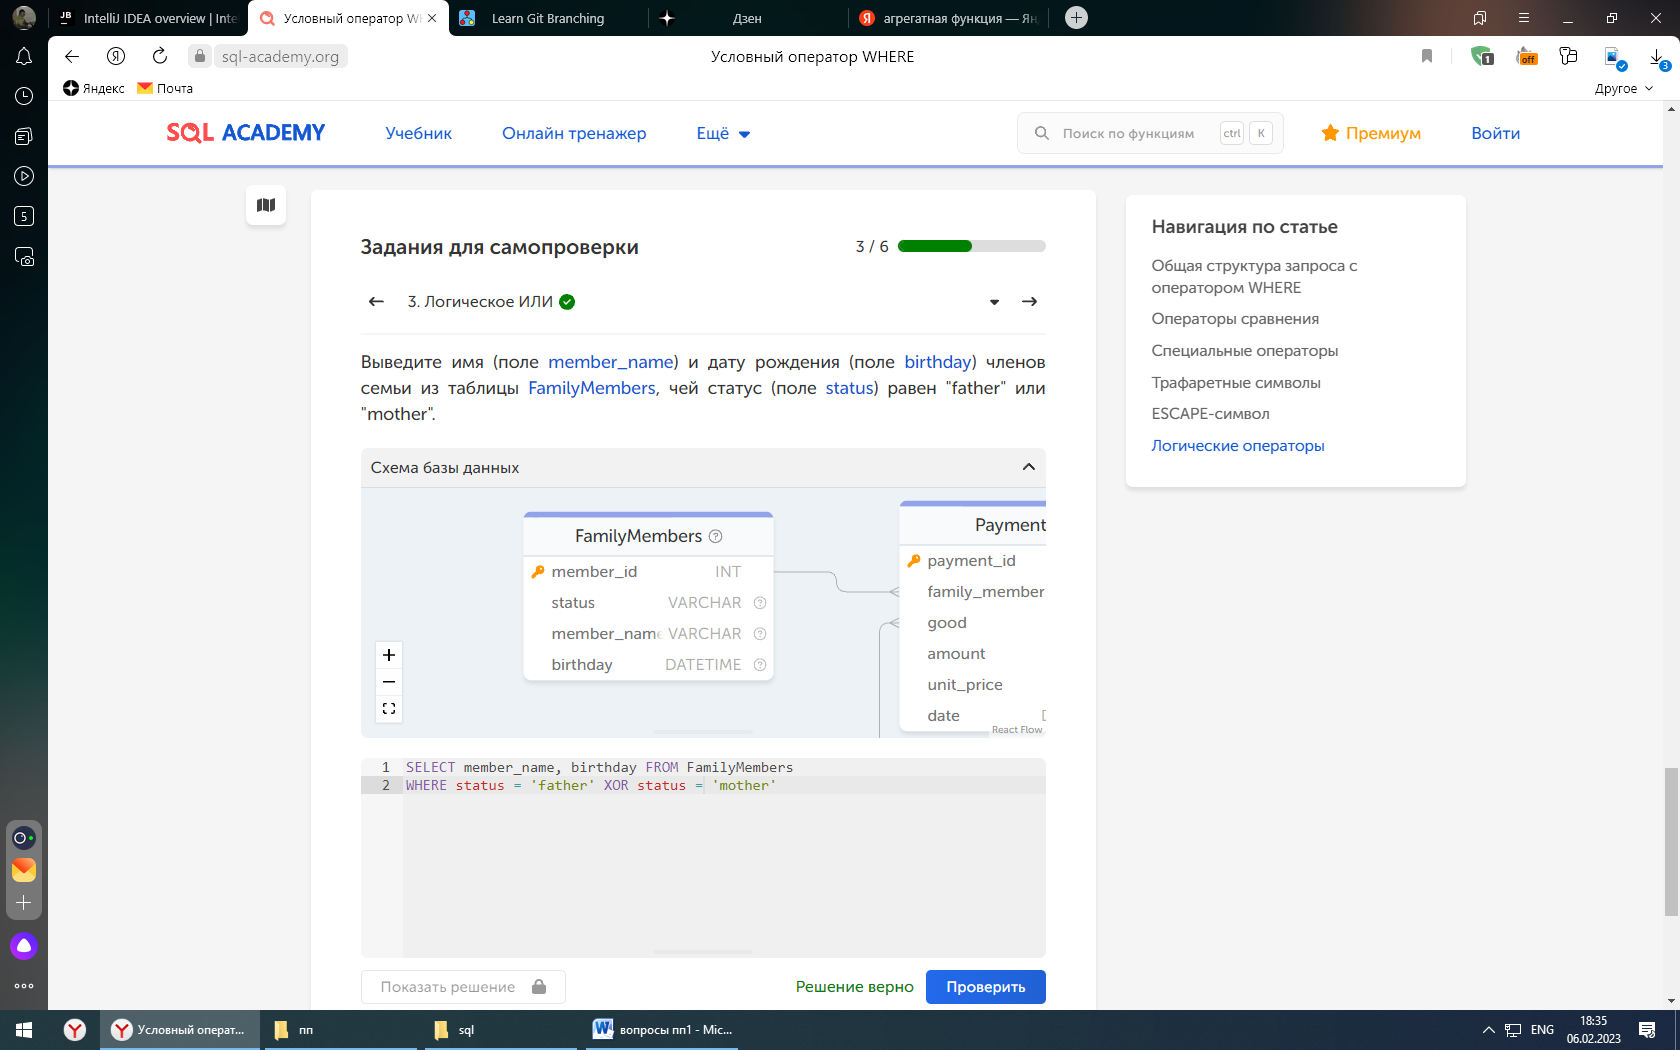 IntelliJ IDEA overview | Inte
Условный оператор W
Learn Git Branching
Дзен
агрегатная функция — Ян
sql-academy.org
Условный оператор WHERE
1
off
3
Яндекс
Почта
Другое
SQL ACADEMY
Учебник
Онлайн тренажер
Ещё
Поиск по функциям
ctrl
K
Премиум
Войти
5
Задания для самопроверки
3 / 6
3. Логическое ИЛИ
Выведите имя (поле member_name) и дату рождения (поле birthday) членов
семьи из таблицы FamilyMembers, чей статус (поле status) равен "father" или
"mother".
Схема базы данных
FamilyMembers ?
member_id INT
status VARCHAR ?
member_name VARCHAR ?
birthday DATETIME ?
Payment
payment_id
family_member
good
amount
unit_price
date
React Flow
1 SELECT member_name, birthday FROM FamilyMembers
2 WHERE status = 'father' XOR status = 'mother'
Показать решение
Решение верно
Проверить
Навигация по статье
Общая структура запроса с
оператором WHERE
Операторы сравнения
Специальные операторы
Трафаретные символы
ESCAPE-символ
Логические операторы
Условный операт...
пп
sql
вопросы пп1 - Mic...
ENG
18:35
06.02.2023